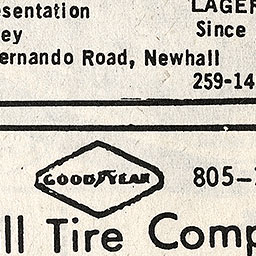 esentation
LAGER
ey
Since
ernando Road, Newhall
259-14
GOODYEAR
805-
ll Tire Comp